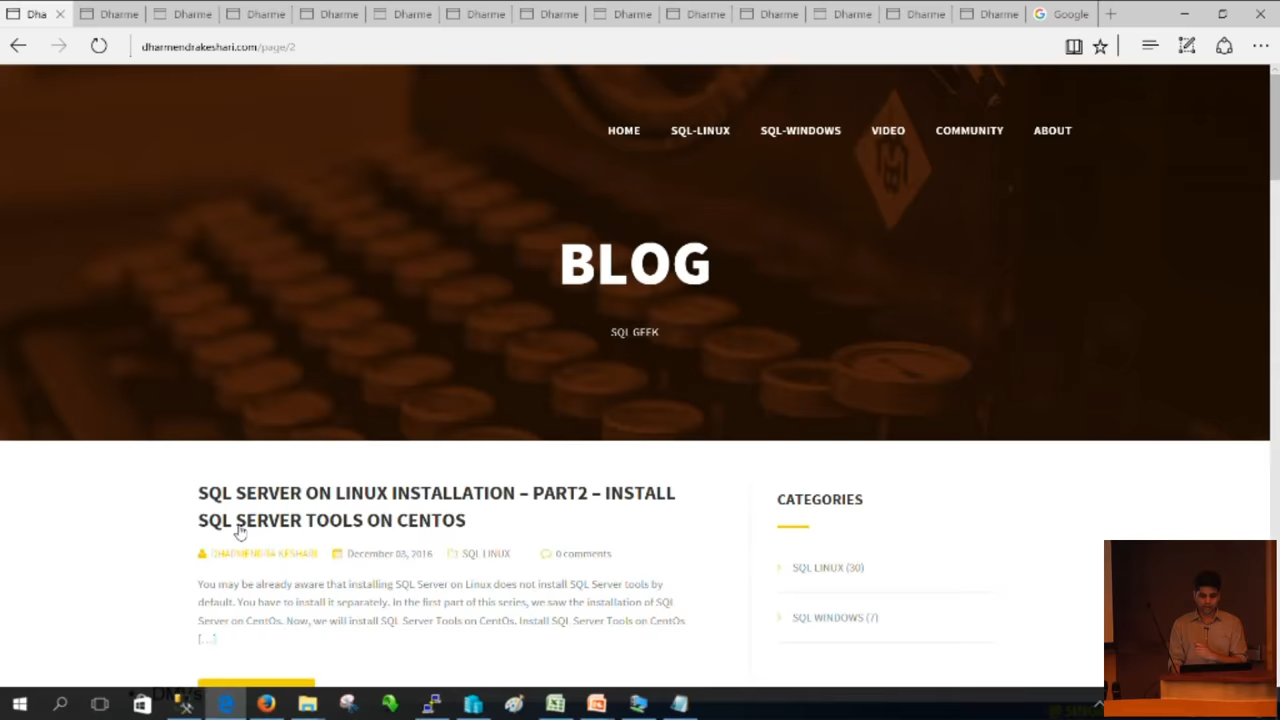 Dha
Dharme
Dharme
Dharme
Dharme
Dharme
Dharme
Dharme
Dharme
Dharme
Dharme
Dharme
Dharme
Dharme
Google
dharmendrakeshari.com/page/2
HOME
SQL-LINUX
SQL-WINDOWS
VIDEO
COMMUNITY
ABOUT
BLOG
SQL GEEK
SQL SERVER ON LINUX INSTALLATION – PART2 – INSTALL
SQL SERVER TOOLS ON CENTOS
DHARMENDRA KESHARI
December 03, 2016
SQL LINUX
0 comments
You may be already aware that installing SQL Server on Linux does not install SQL Server tools by
default. You have to install it separately. In the first part of this series, we saw the installation of SQL
Server on CentOs. Now, we will install SQL Server Tools on CentOs. Install SQL Server Tools on CentOs
[…]
CATEGORIES
SQL LINUX (30)
SQL WINDOWS (7)